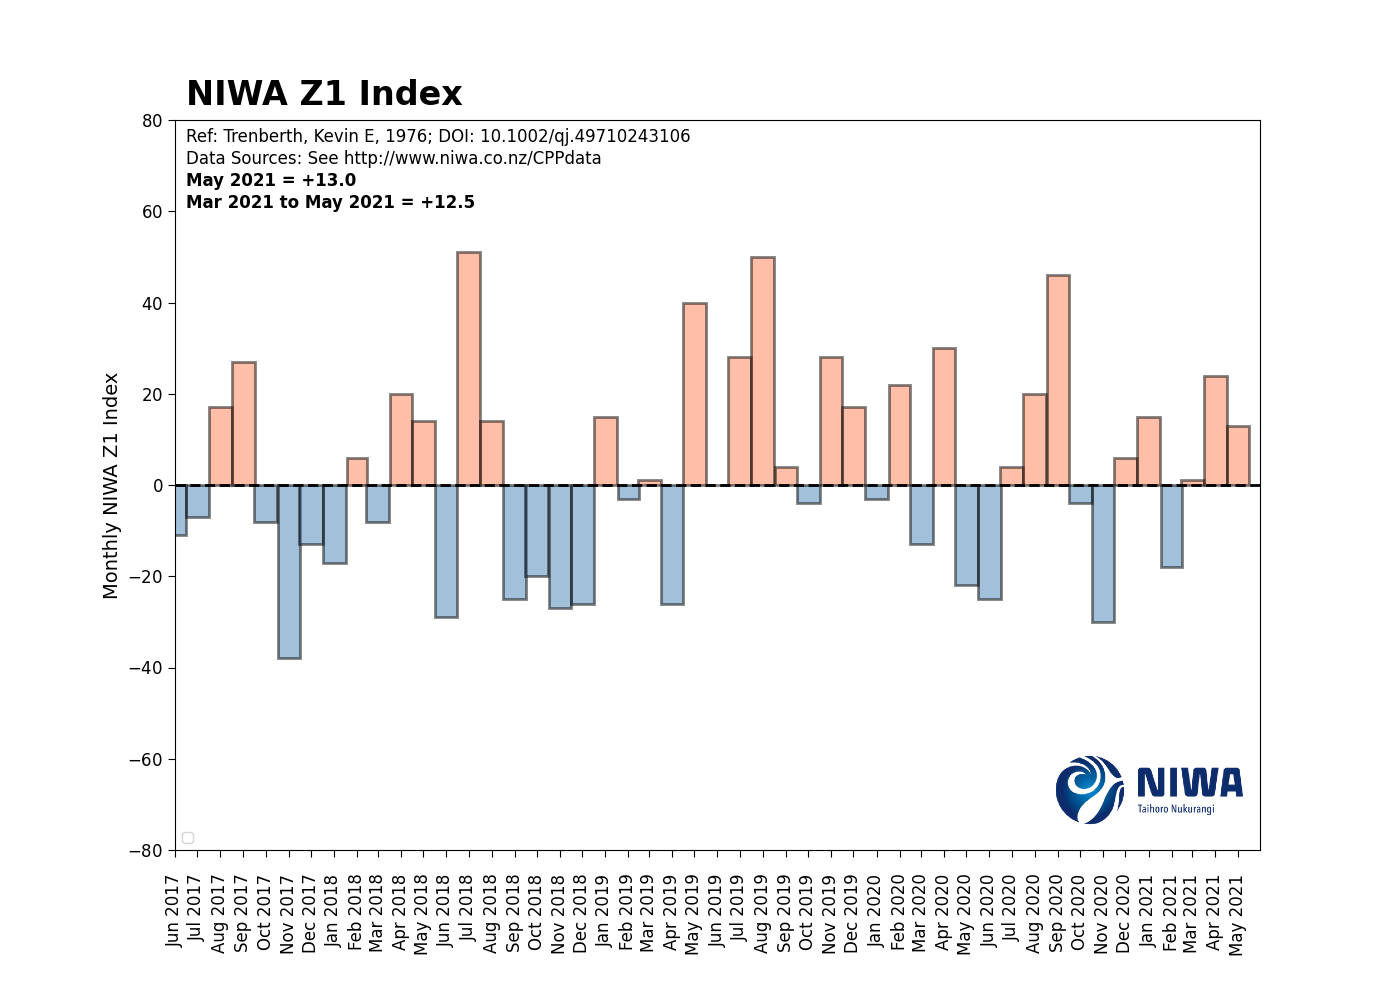 NIWA Z1 Index
Ref: Trenberth, Kevin E, 1976; DOI: 10.1002/qj.49710243106
Data Sources: See http://www.niwa.co.nz/CPPdata
May 2021 = +13.0
Mar 2021 to May 2021 = +12.5
Monthly NIWA Z1 Index
80
60
40
20
0
−20
−40
−60
−80
NIWA
Taihoro Nukurangi
Jun 2017
Jul 2017
Aug 2017
Sep 2017
Oct 2017
Nov 2017
Dec 2017
Jan 2018
Feb 2018
Mar 2018
Apr 2018
May 2018
Jun 2018
Jul 2018
Aug 2018
Sep 2018
Oct 2018
Nov 2018
Dec 2018
Jan 2019
Feb 2019
Mar 2019
Apr 2019
May 2019
Jun 2019
Jul 2019
Aug 2019
Sep 2019
Oct 2019
Nov 2019
Dec 2019
Jan 2020
Feb 2020
Mar 2020
Apr 2020
May 2020
Jun 2020
Jul 2020
Aug 2020
Sep 2020
Oct 2020
Nov 2020
Dec 2020
Jan 2021
Feb 2021
Mar 2021
Apr 2021
May 2021